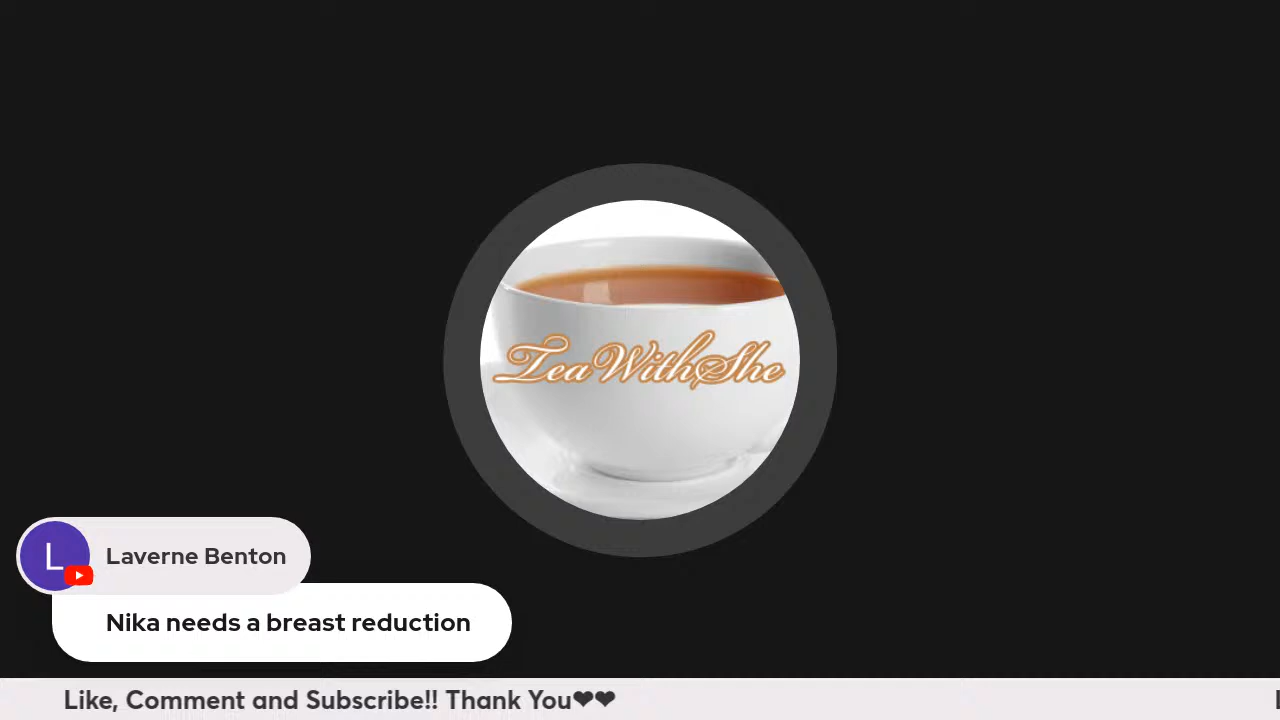 TeaWithShe
L
Laverne Benton
Nika needs a breast reduction
Like, Comment and Subscribe!! Thank You❤❤